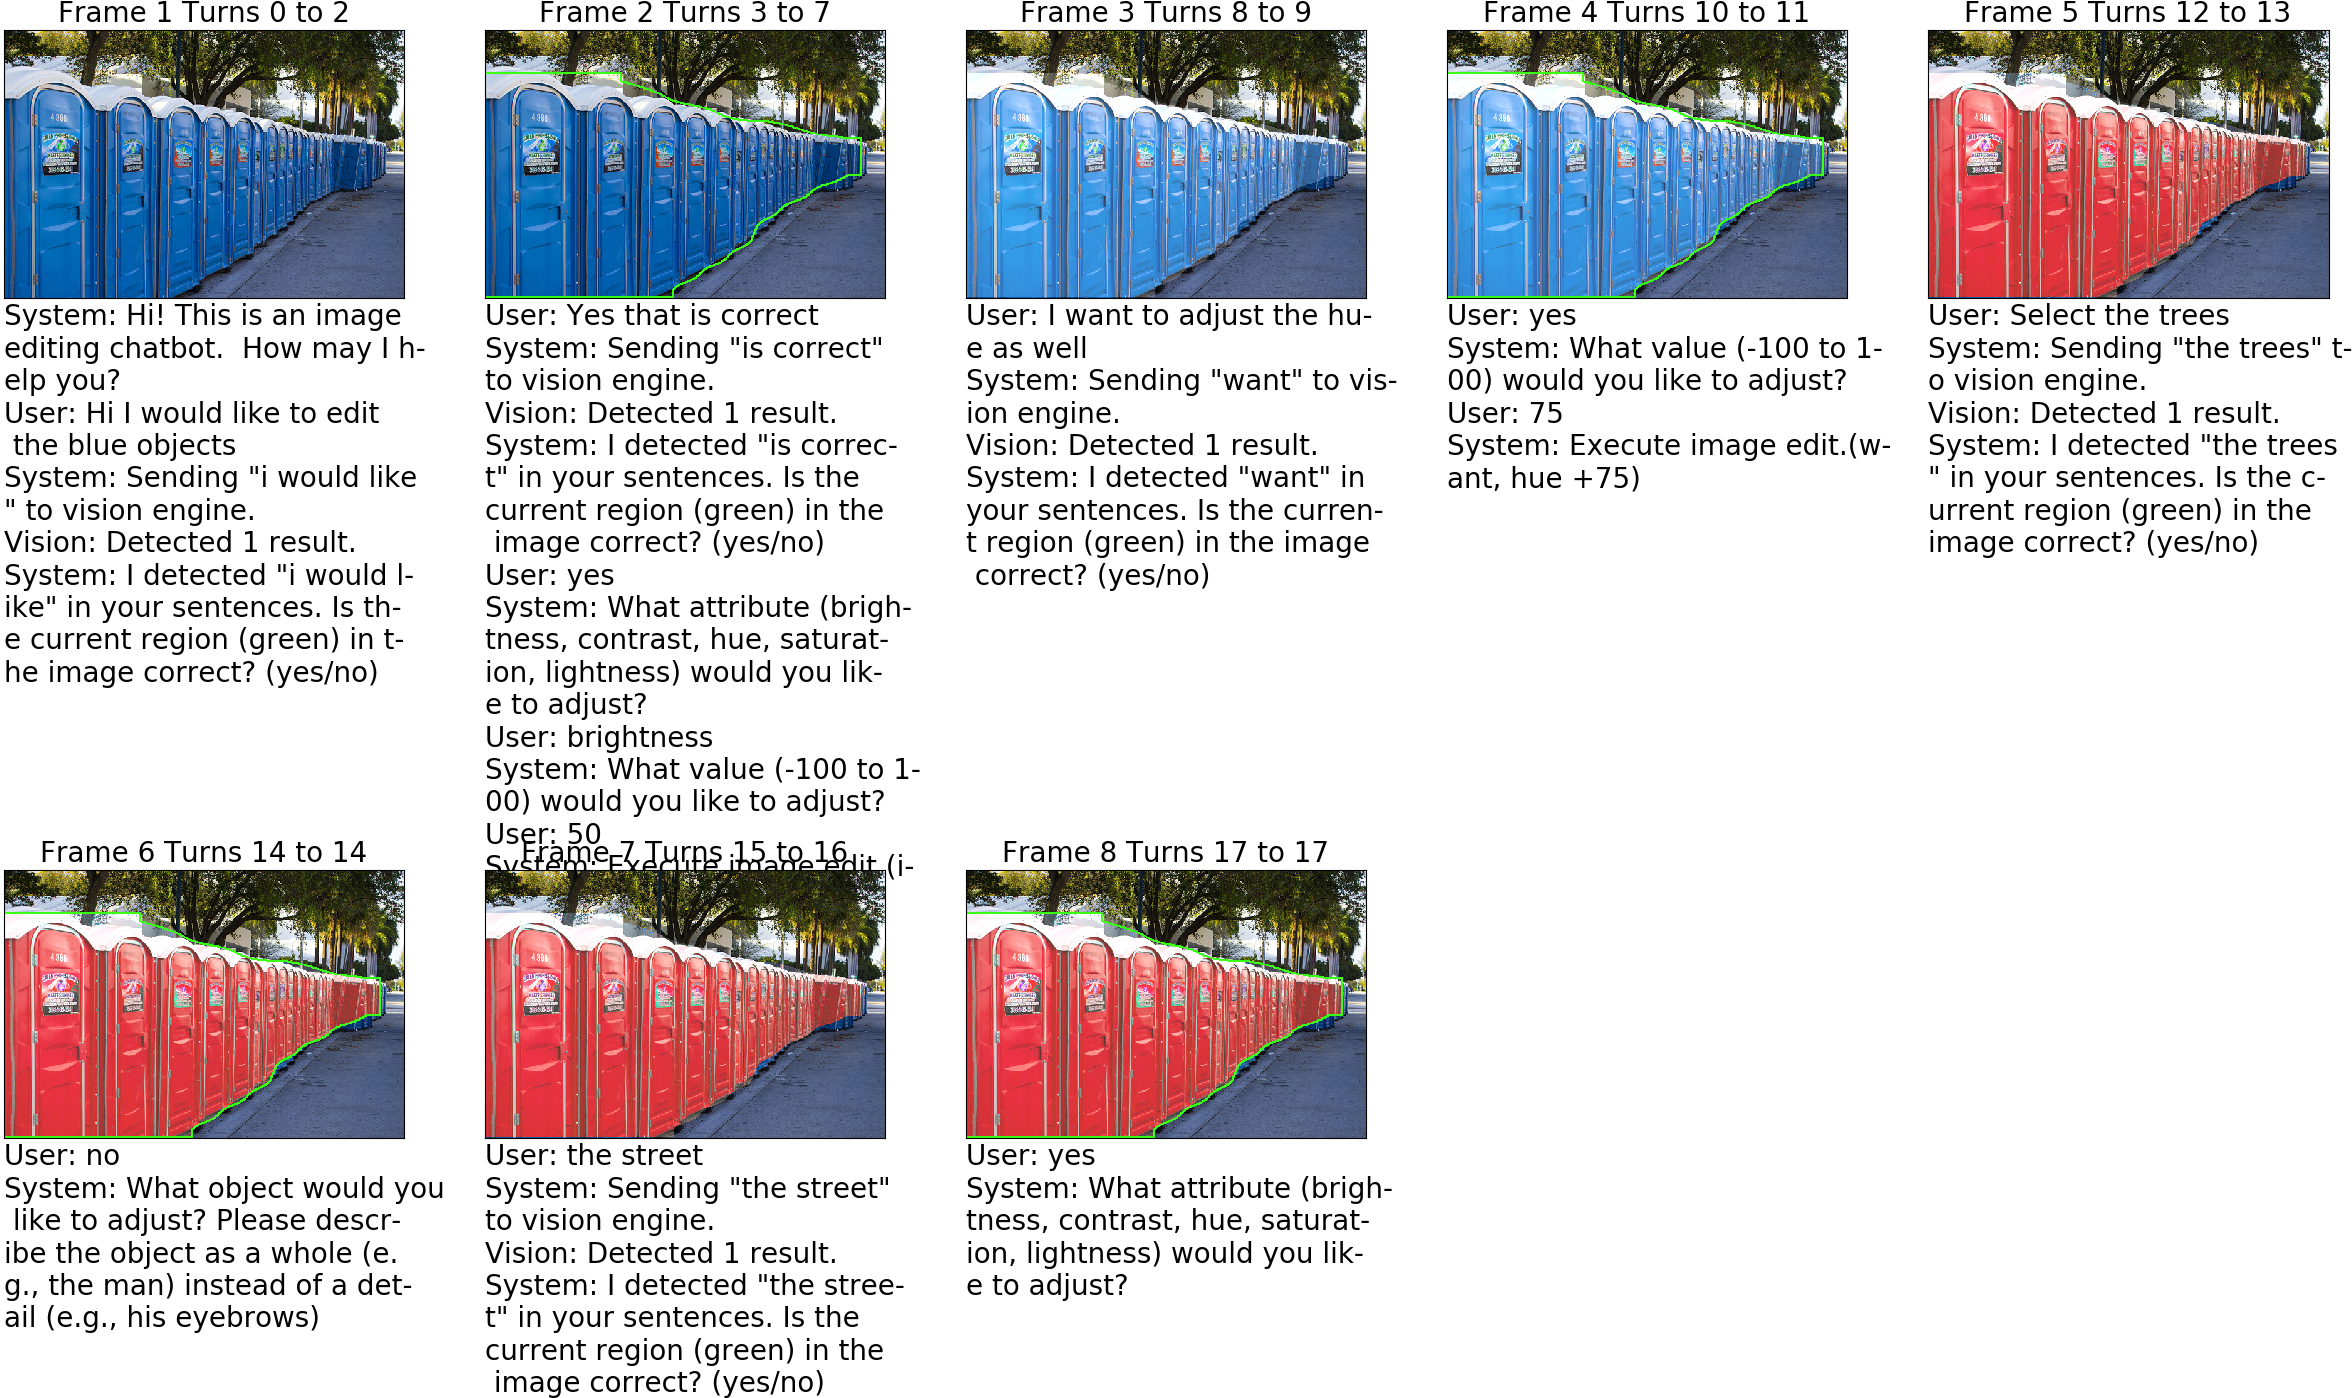 Frame 1 Turns 0 to 2
System: Hi! This is an image
editing chatbot.  How may I h-
elp you?
User: Hi I would like to edit
 the blue objects
System: Sending "i would like
" to vision engine.
Vision: Detected 1 result.
System: I detected "i would l-
ike" in your sentences. Is th-
e current region (green) in t-
he image correct? (yes/no)
Frame 2 Turns 3 to 7
User: Yes that is correct
System: Sending "is correct"
to vision engine.
Vision: Detected 1 result.
System: I detected "is correc-
t" in your sentences. Is the
current region (green) in the
 image correct? (yes/no)
User: yes
System: What attribute (brigh-
tness, contrast, hue, saturat-
ion, lightness) would you lik-
e to adjust?
User: brightness
System: What value (-100 to 1-
00) would you like to adjust?
User: 50
System: Execute image edit.(i-
Frame 3 Turns 8 to 9
User: I want to adjust the hu-
e as well
System: Sending "want" to vis-
ion engine.
Vision: Detected 1 result.
System: I detected "want" in
your sentences. Is the curren-
t region (green) in the image
 correct? (yes/no)
Frame 4 Turns 10 to 11
User: yes
System: What value (-100 to 1-
00) would you like to adjust?
User: 75
System: Execute image edit.(w-
ant, hue +75)
Frame 5 Turns 12 to 13
User: Select the trees
System: Sending "the trees" t-
o vision engine.
Vision: Detected 1 result.
System: I detected "the trees
" in your sentences. Is the c-
urrent region (green) in the
image correct? (yes/no)
Frame 6 Turns 14 to 14
User: no
System: What object would you
 like to adjust? Please descr-
ibe the object as a whole (e.
g., the man) instead of a det-
ail (e.g., his eyebrows)
Frame 7 Turns 15 to 16
User: the street
System: Sending "the street"
to vision engine.
Vision: Detected 1 result.
System: I detected "the stree-
t" in your sentences. Is the
current region (green) in the
 image correct? (yes/no)
Frame 8 Turns 17 to 17
User: yes
System: What attribute (brigh-
tness, contrast, hue, saturat-
ion, lightness) would you lik-
e to adjust?